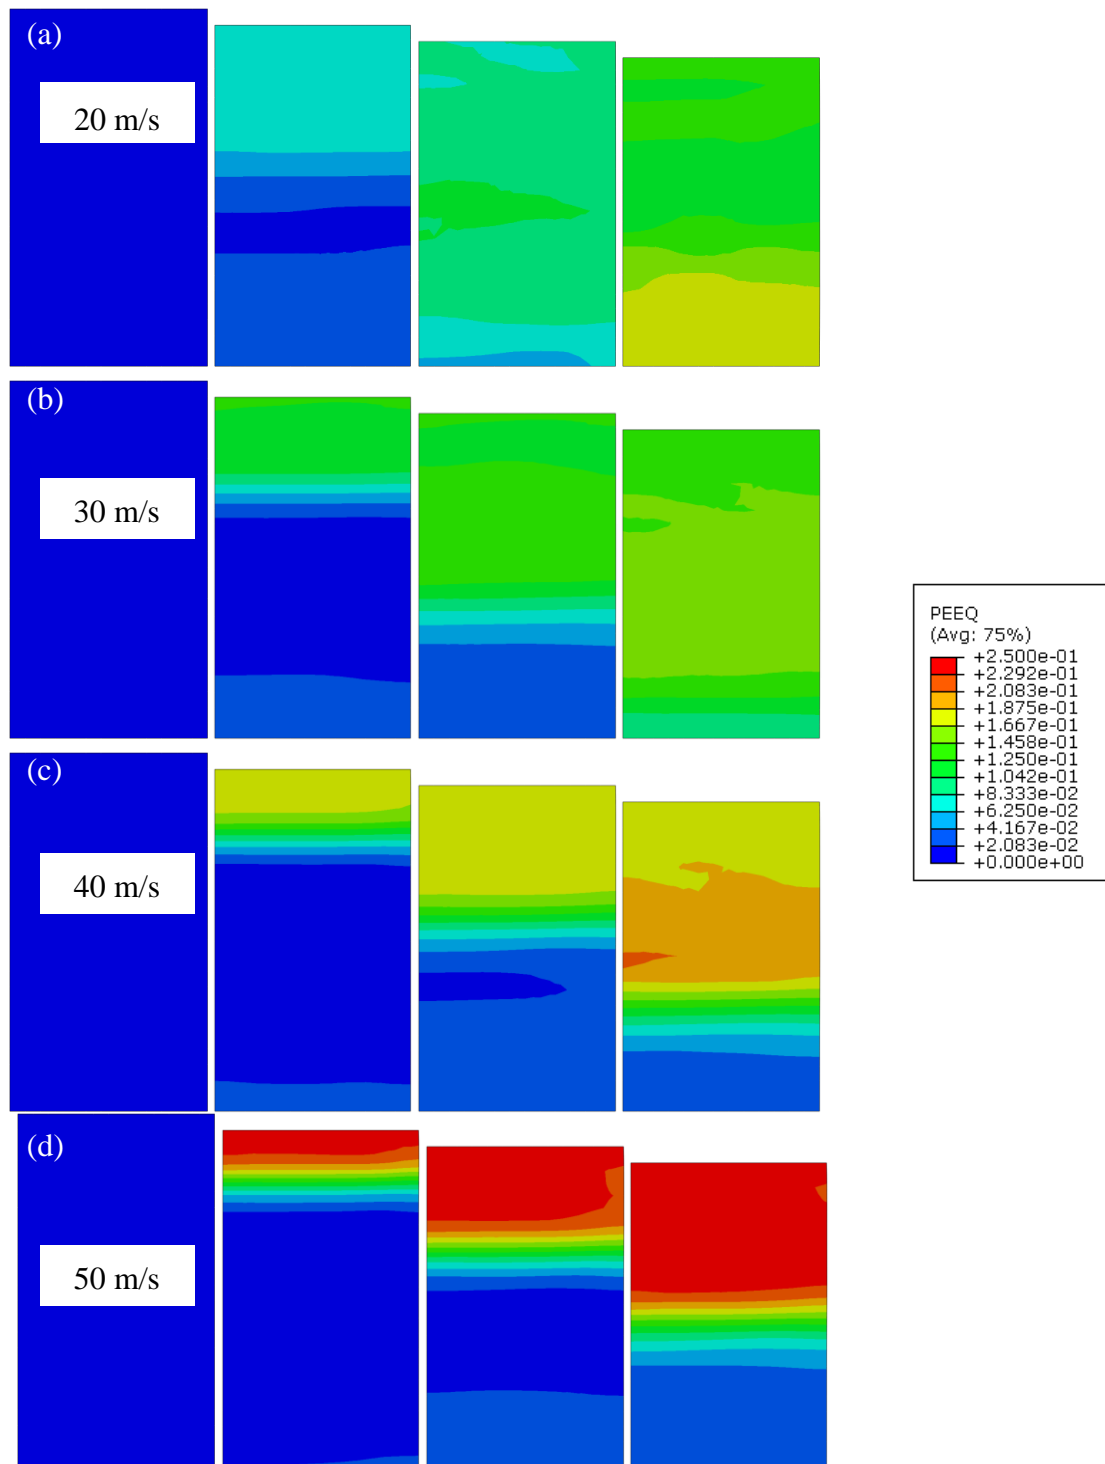 (a)
20 m/s
(b)
30 m/s
(c)
40 m/s
(d)
50 m/s
PEEQ
(Avg: 75%)
+2.500e-01
+2.292e-01
+2.083e-01
+1.875e-01
+1.667e-01
+1.458e-01
+1.250e-01
+1.042e-01
+8.333e-02
+6.250e-02
+4.167e-02
+2.083e-02
+0.000e+00